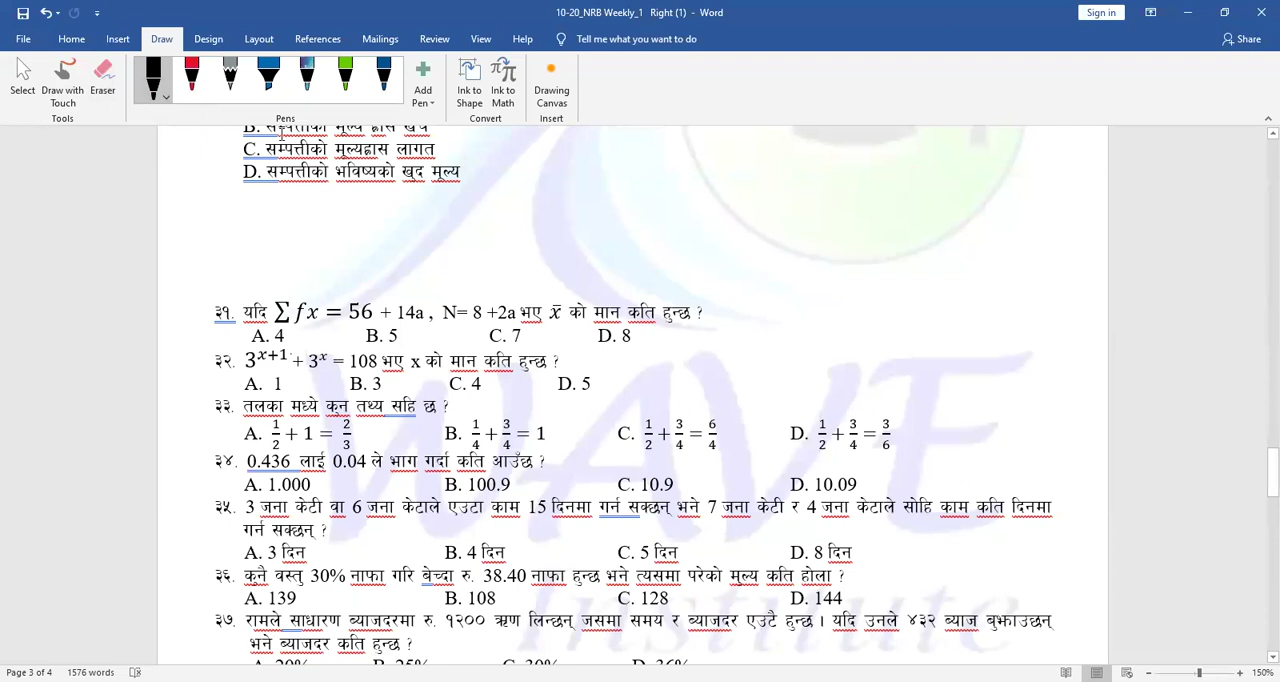 10-20_NRB Weekly_1 Right (1) - Word
Sign in
File Home Insert Draw Design Layout References Mailings Review View Help Tell me what you want to do Share
Select Draw with Touch Eraser Add Pen Ink to Shape Ink to Math Drawing Canvas
Tools Pens Convert Insert
B. सम्पत्तीको मूल्य ह्रास खर्च
C. सम्पत्तीको मूल्यह्रास लागत
D. सम्पत्तीको भविष्यको खुद मूल्य
३१. यदि ∑fx = 56 + 14a , N= 8 +2a भए x̄ को मान कति हुन्छ ?
A. 4 B. 5 C. 7 D. 8
३२. 3^{x+1} + 3^x = 108 भए x को मान कति हुन्छ ?
A. 1 B. 3 C. 4 D. 5
३३. तलका मध्ये कुन तथ्य सहि छ ?
A. 1/2 + 1 = 2/3 B. 1/4 + 3/4 = 1 C. 1/2 + 3/4 = 6/4 D. 1/2 + 3/4 = 3/6
३४. 0.436 लाई 0.04 ले भाग गर्दा कति आउँछ ?
A. 1.000 B. 100.9 C. 10.9 D. 10.09
३५. 3 जना केटी वा 6 जना केटाले एउटा काम 15 दिनमा गर्न सक्छन् भने 7 जना केटी र 4 जना केटाले सोहि काम कति दिनमा
गर्न सक्छन् ?
A. 3 दिन B. 4 दिन C. 5 दिन D. 8 दिन
३६. कुनै वस्तु 30% नाफा गरि बेच्दा रु. 38.40 नाफा हुन्छ भने त्यसमा परेको मूल्य कति होला ?
A. 139 B. 108 C. 128 D. 144
३७. रामले साधारण ब्याजदरमा रु. १२०० ऋण लिन्छन् जसमा समय र ब्याजदर एउटै हुन्छ । यदि उनले ४३२ ब्याज बुझाउछन्
भने ब्याजदर कति हुन्छ ?
A. 20% B. 25% C. 30% D. 36%
WAVE
Institute
Page 3 of 4 1576 words 150%